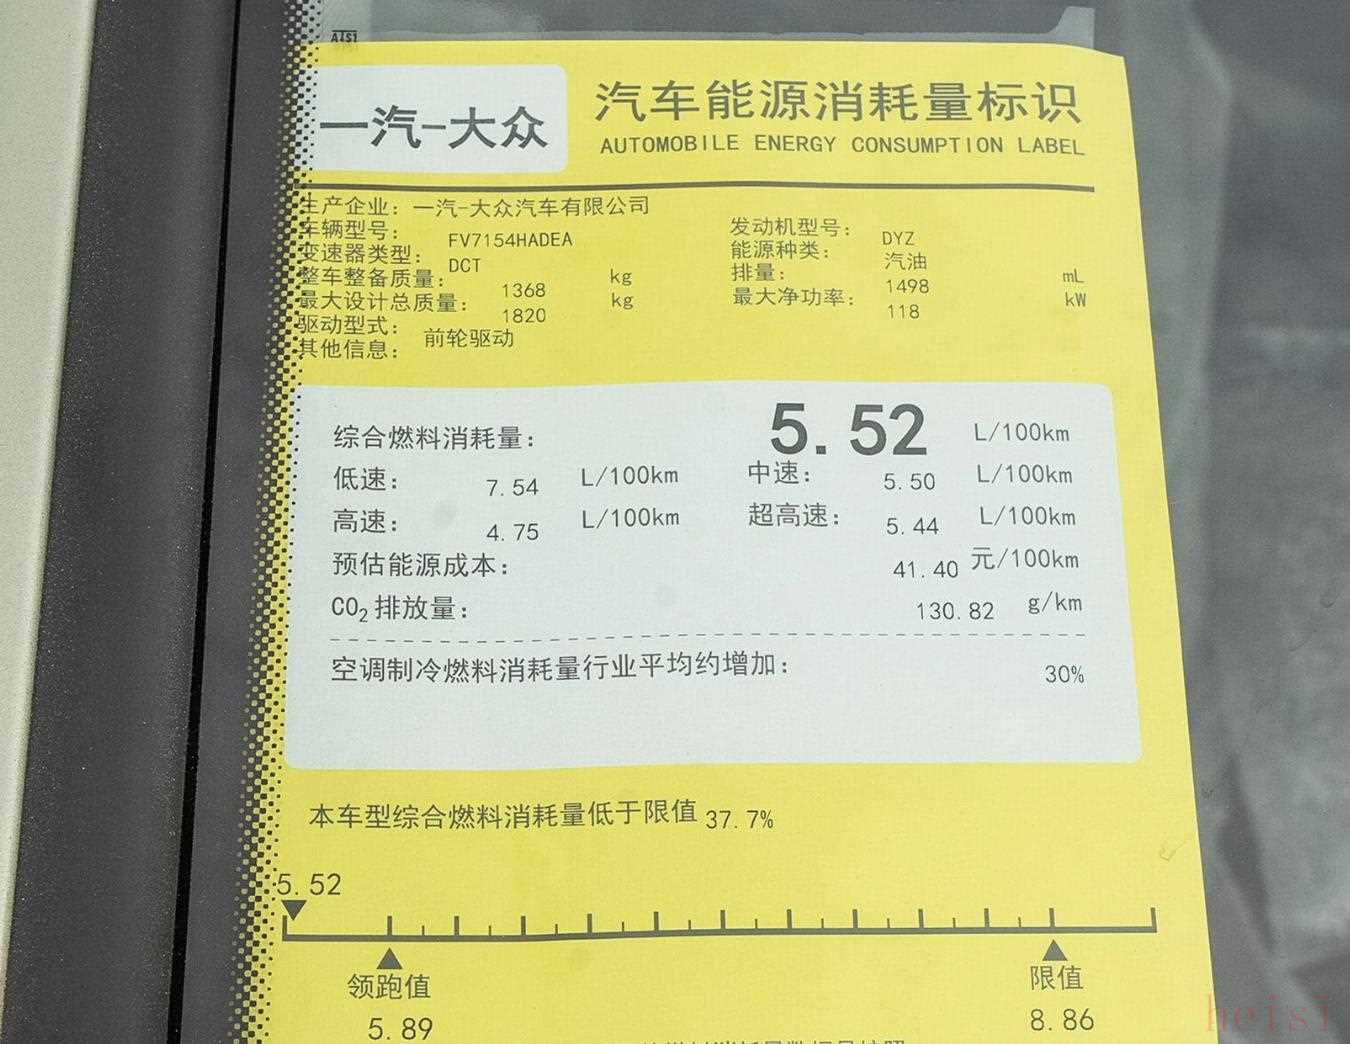 一汽-大众
汽车能源消耗量标识
AUTOMOBILE ENERGY CONSUMPTION LABEL
生产企业：一汽-大众汽车有限公司
车辆型号：FV7154HADEA 发动机型号：DYZ
变速器类型：DCT 能源种类：汽油
整车整备质量：1368 kg 排量：1498 mL
最大设计总质量：1820 kg 最大净功率：118 kW
驱动型式：前轮驱动
其他信息：
综合燃料消耗量：5.52 L/100km
低速：7.54 L/100km 中速：5.50 L/100km
高速：4.75 L/100km 超高速：5.44 L/100km
预估能源成本：41.40 元/100km
CO₂排放量：130.82 g/km
空调制冷燃料消耗量行业平均约增加：30%
本车型综合燃料消耗量低于限值 37.7%
5.52
领跑值 限值
5.89 8.86
heisi